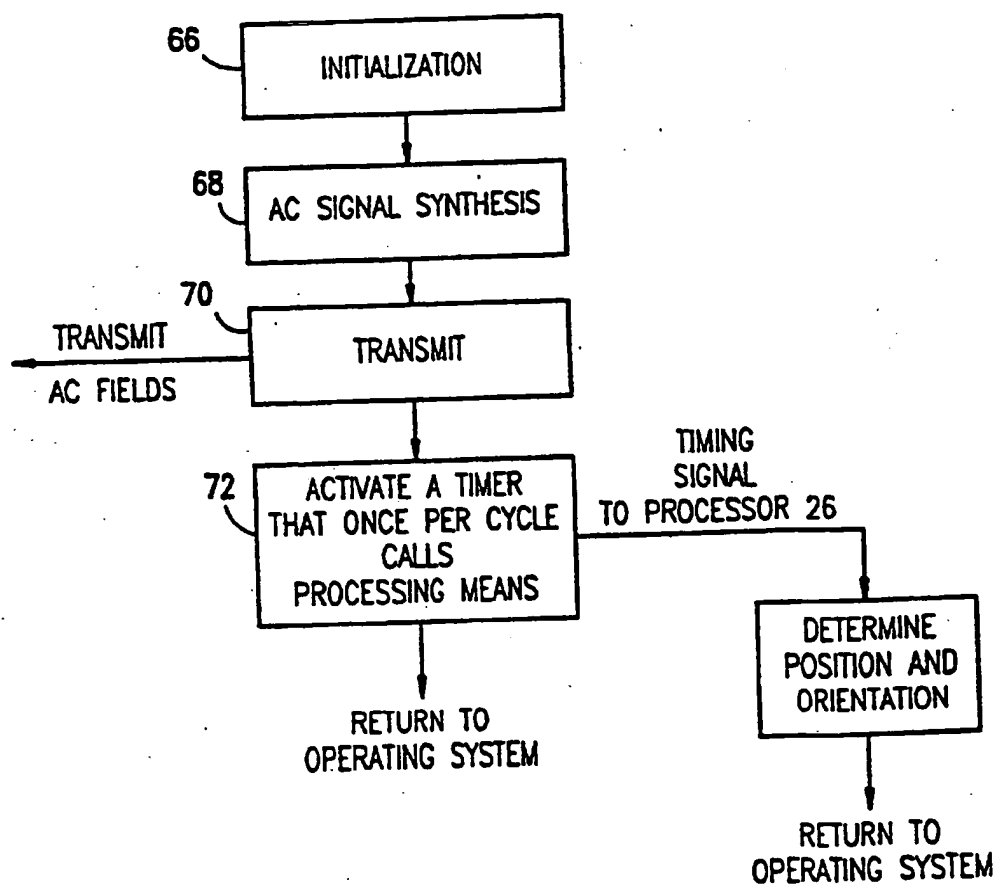 66
INITIALIZATION
68
AC SIGNAL SYNTHESIS
70
TRANSMIT
AC FIELDS
TRANSMIT
72
ACTIVATE A TIMER
THAT ONCE PER CYCLE
CALLS
PROCESSING MEANS
TIMING
SIGNAL
TO PROCESSOR 26
RETURN TO
OPERATING SYSTEM
DETERMINE
POSITION AND
ORIENTATION
RETURN TO
OPERATING SYSTEM